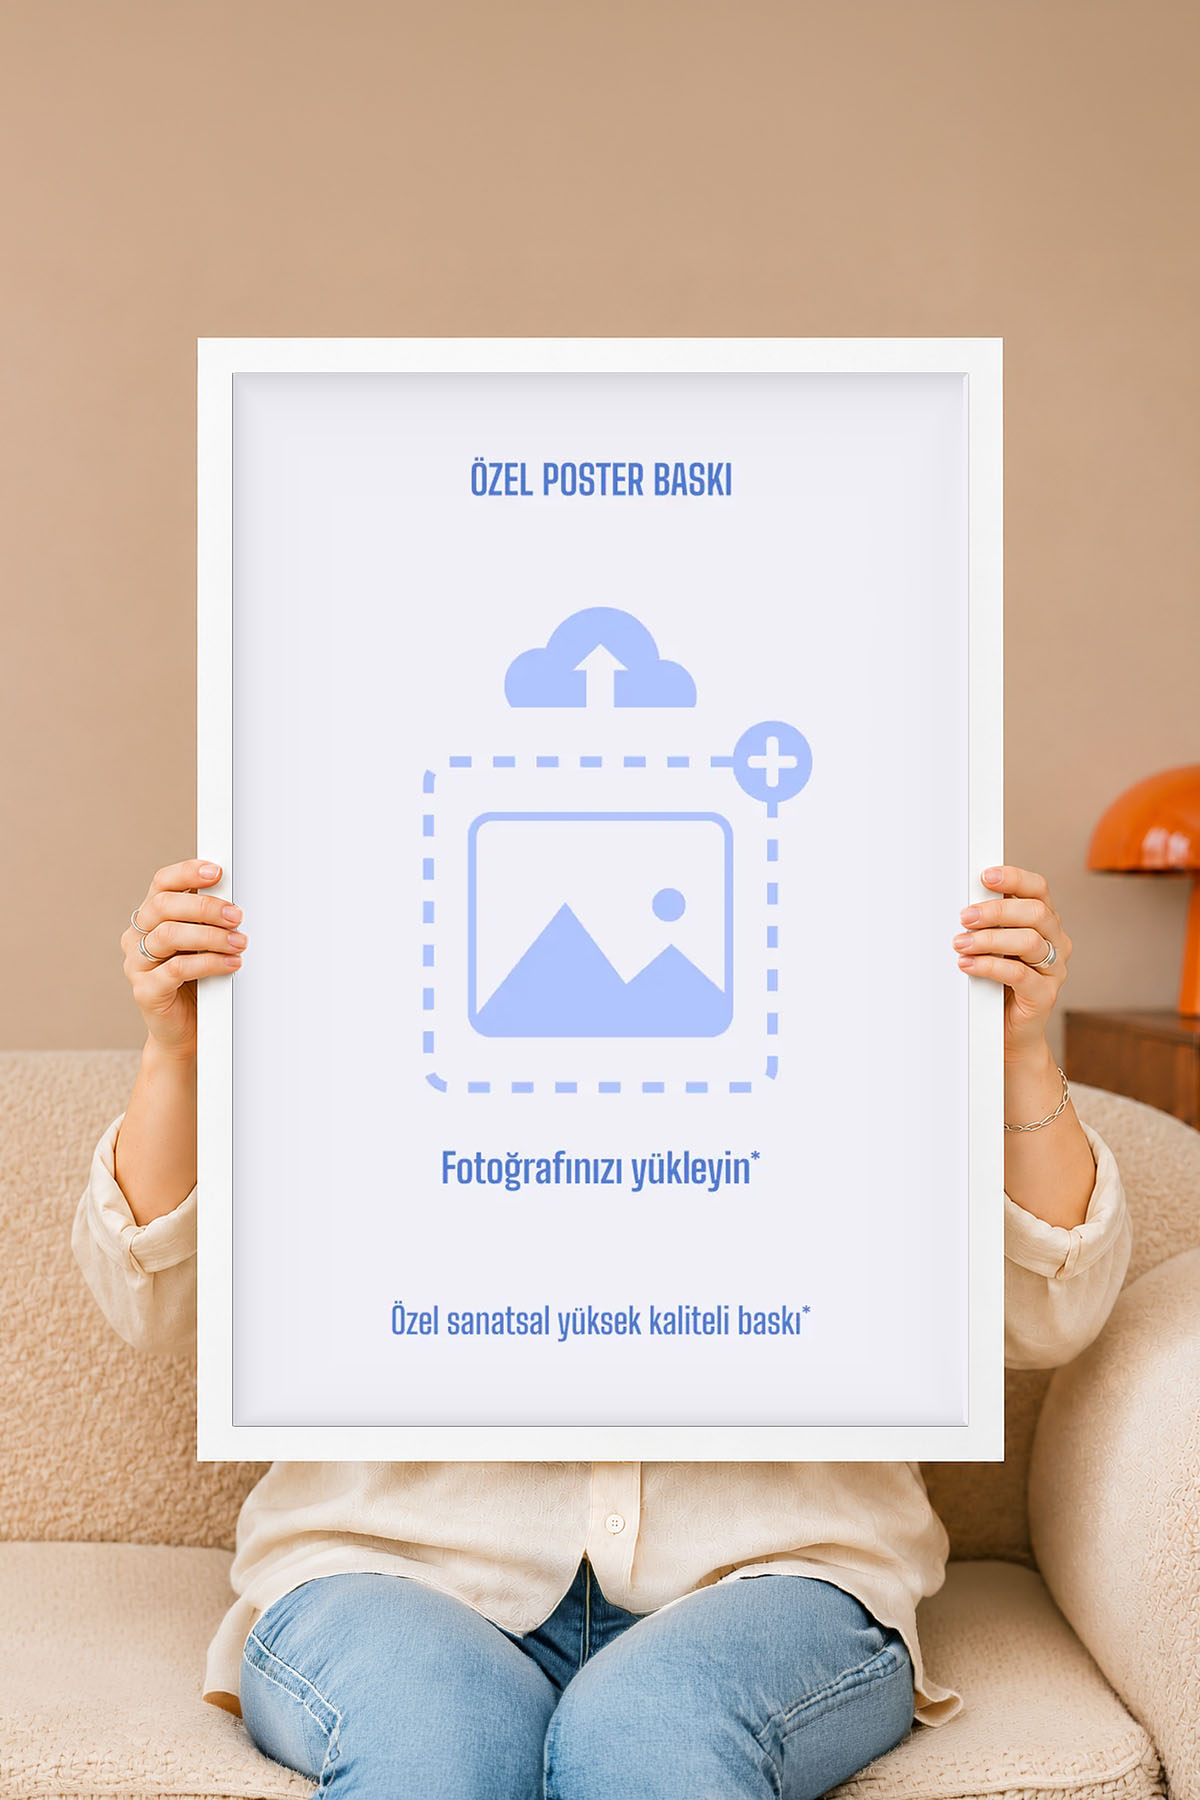 ÖZEL POSTER BASKI
Fotoğrafınızı yükleyin*
Özel sanatsal yüksek kaliteli baskı*